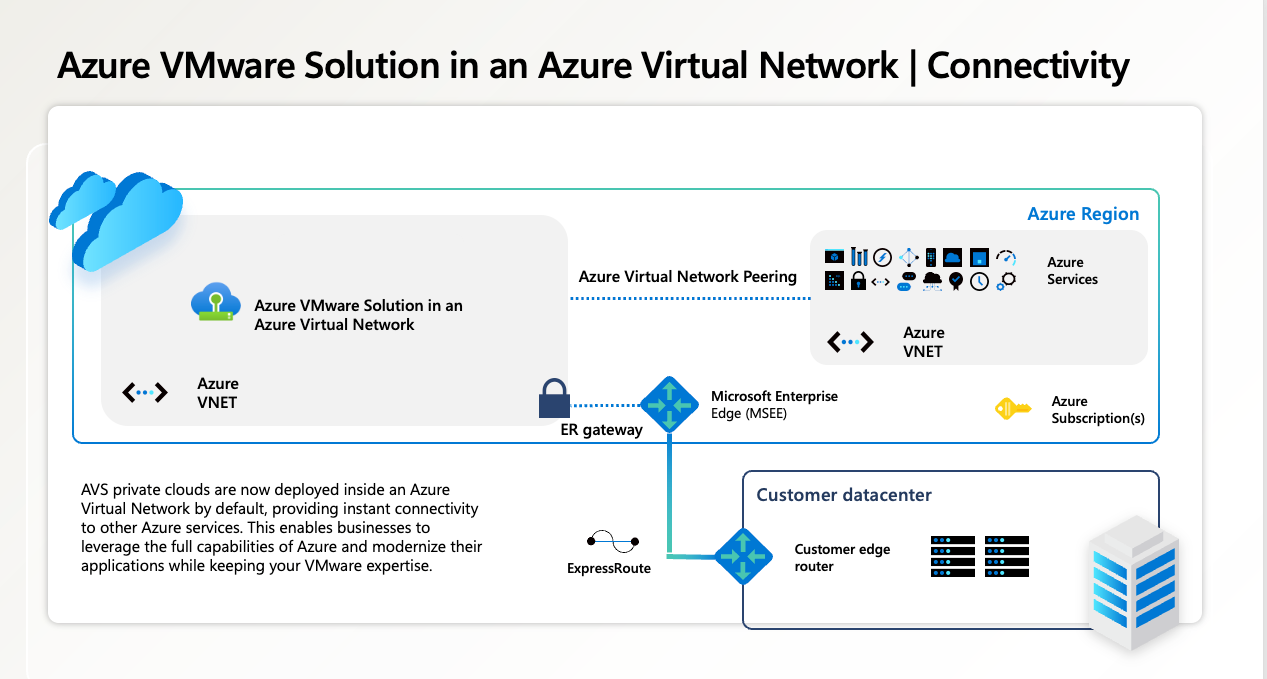 Azure VMware Solution in an Azure Virtual Network | Connectivity
Azure Region
Azure Virtual Network Peering
Azure
Services
Azure VMware Solution in an
Azure Virtual Network
Azure
VNET
Azure
VNET
ER gateway
Microsoft Enterprise
Edge (MSEE)
Azure
Subscription(s)
AVS private clouds are now deployed inside an Azure
Virtual Network by default, providing instant connectivity
to other Azure services. This enables businesses to
leverage the full capabilities of Azure and modernize their
applications while keeping your VMware expertise.
ExpressRoute
Customer datacenter
Customer edge
router